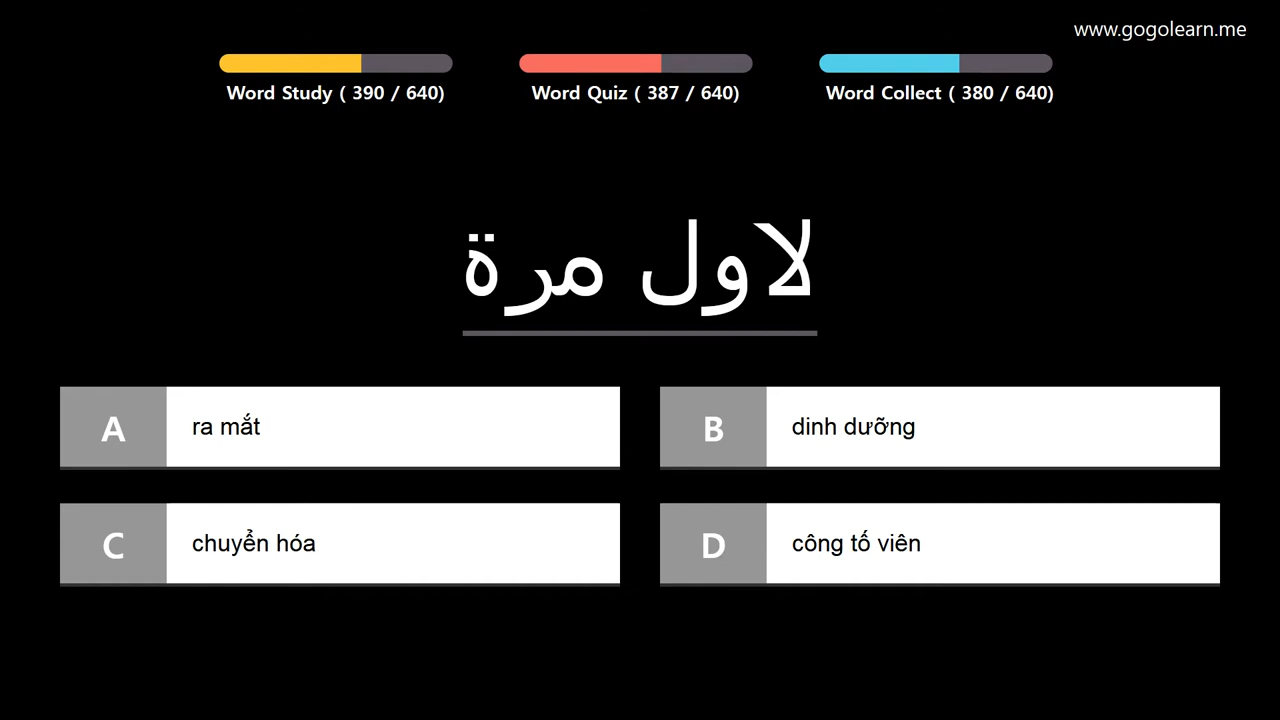 www.gogolearn.me
Word Study ( 390 / 640)
Word Quiz ( 387 / 640)
Word Collect ( 380 / 640)
لاول مرة
A ra mắt
B dinh dưỡng
C chuyển hóa
D công tố viên